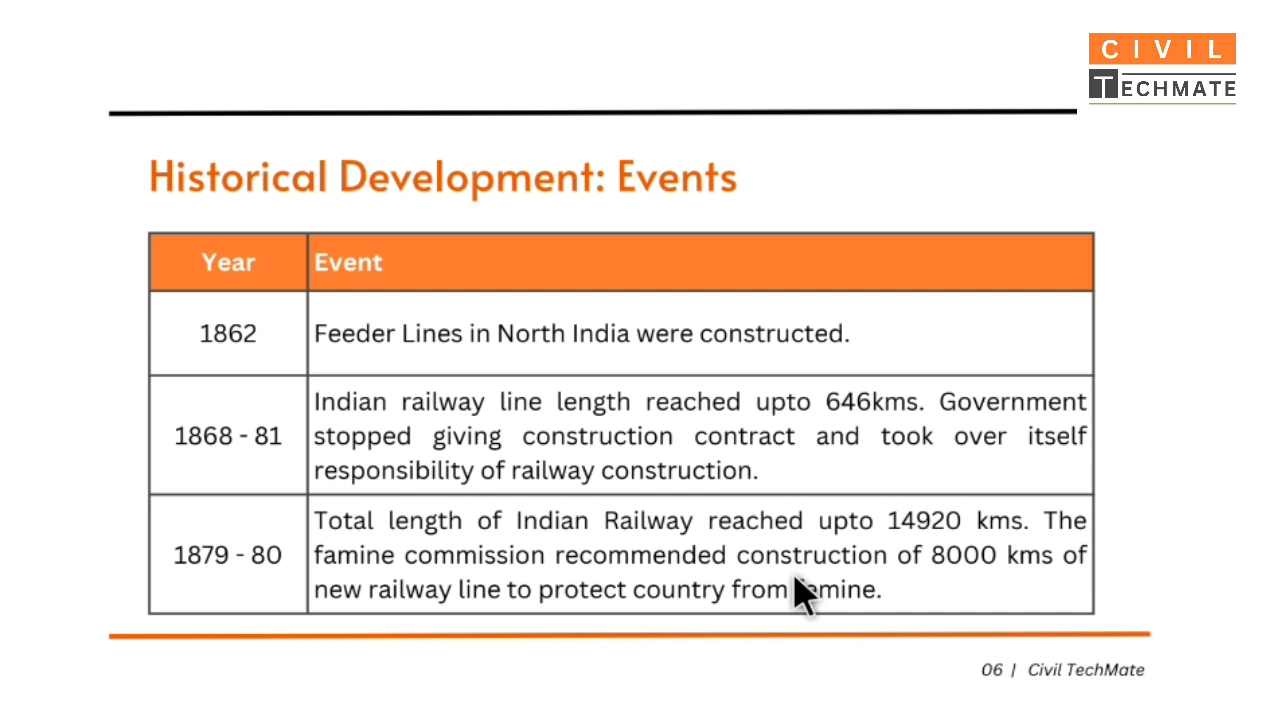 CIVIL
TECHMATE
Historical Development: Events
Year Event
1862 Feeder Lines in North India were constructed.
Indian railway line length reached upto 646kms. Government
1868 - 81 stopped giving construction contract and took over itself
responsibility of railway construction.
Total length of Indian Railway reached upto 14920 kms. The
1879 - 80 famine commission recommended construction of 8000 kms of
new railway line to protect country from famine.
06 | Civil TechMate